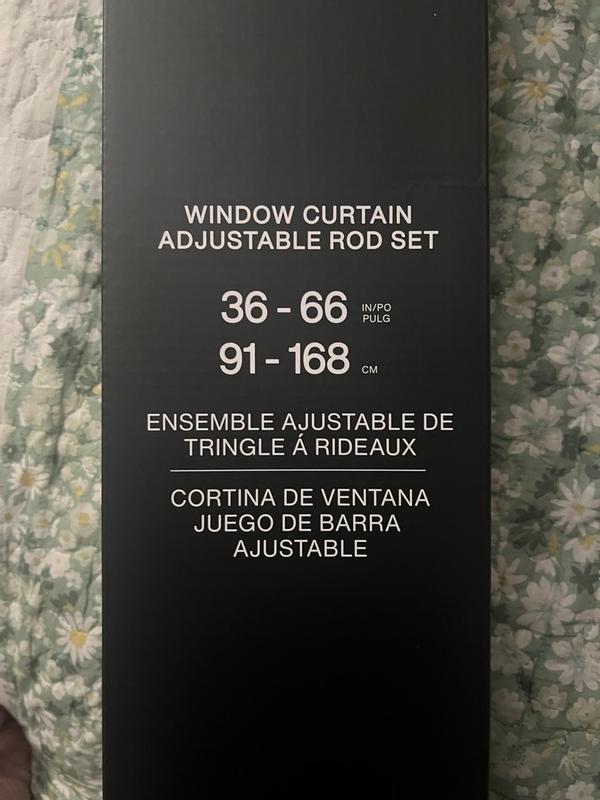 WINDOW CURTAIN
ADJUSTABLE ROD SET
36 - 66 IN/PO
PULG
91 - 168 CM
ENSEMBLE AJUSTABLE DE
TRINGLE Á RIDEAUX
CORTINA DE VENTANA
JUEGO DE BARRA
AJUSTABLE